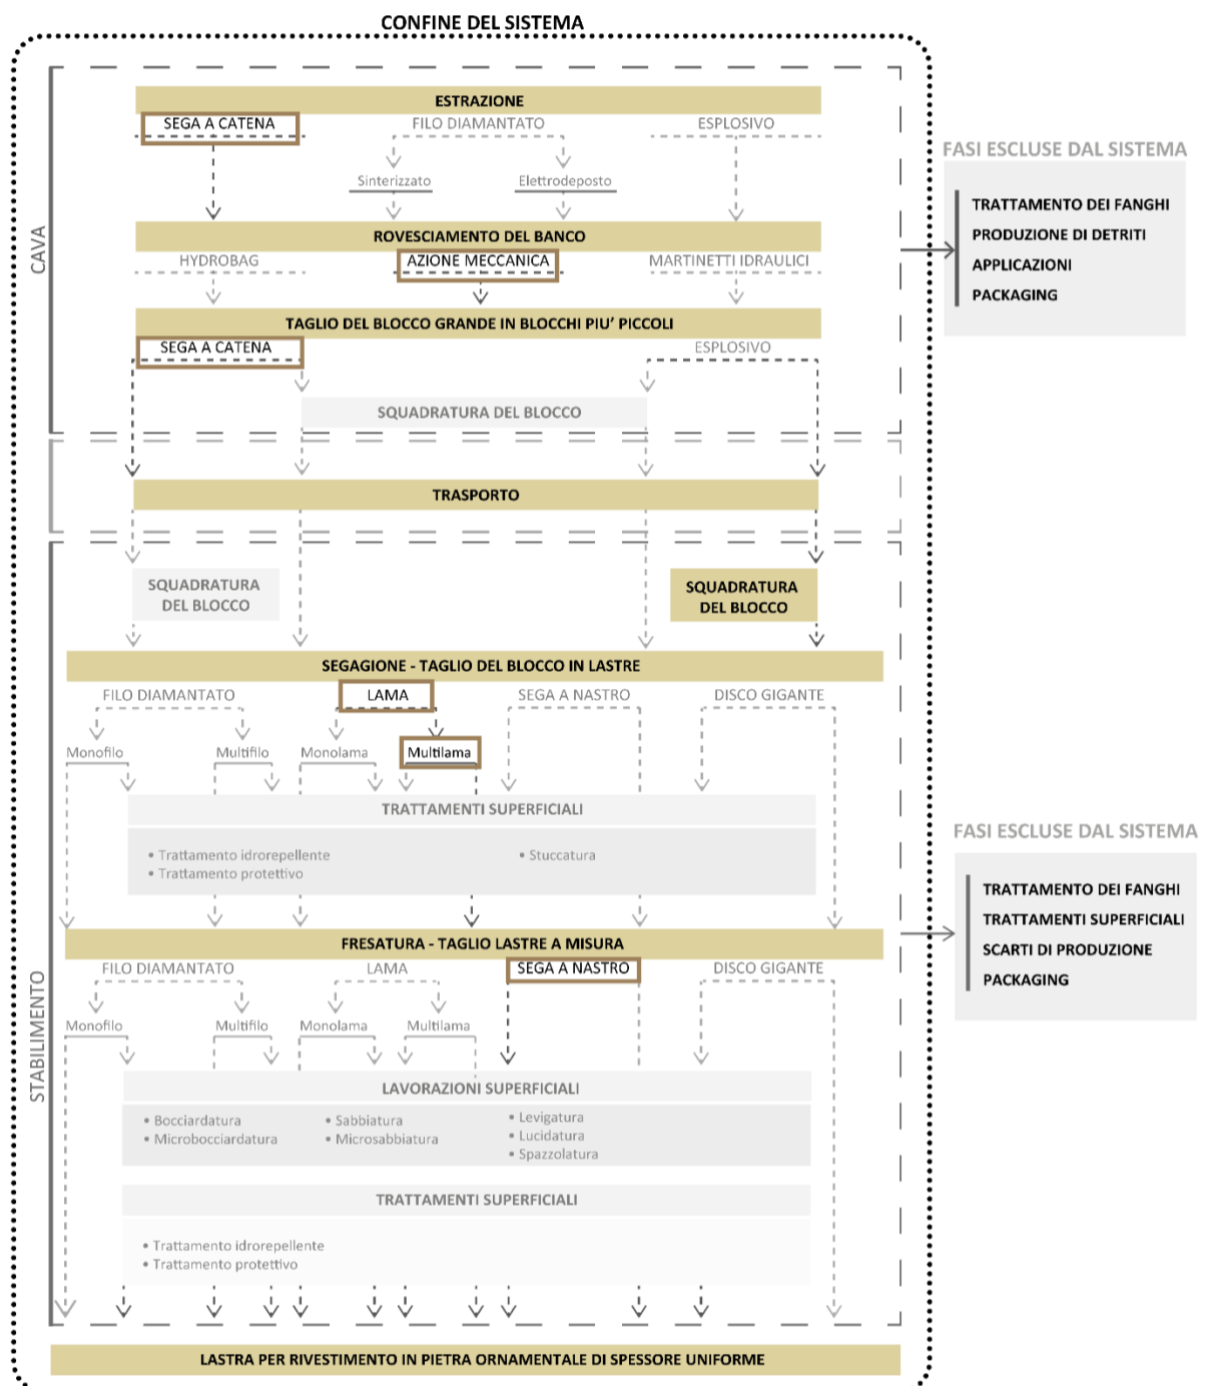 CONFINE DEL SISTEMA
CAVA
ESTRAZIONE
SEGA A CATENA
FILO DIAMANTATO
ESPLOSIVO
Sinterizzato
Elettrodeposto
ROVESCIAMENTO DEL BANCO
HYDROBAG
AZIONE MECCANICA
MARTINETTI IDRAULICI
TAGLIO DEL BLOCCO GRANDE IN BLOCCHI PIU' PICCOLI
SEGA A CATENA
ESPLOSIVO
SQUADRATURA DEL BLOCCO
FASI ESCLUSE DAL SISTEMA
TRATTAMENTO DEI FANGHI
PRODUZIONE DI DETRITI
APPLICAZIONI
PACKAGING
TRASPORTO
STABILIMENTO
SQUADRATURA
DEL BLOCCO
SQUADRATURA
DEL BLOCCO
SEGAGIONE - TAGLIO DEL BLOCCO IN LASTRE
FILO DIAMANTATO
LAMA
SEGA A NASTRO
DISCO GIGANTE
Monofilo
Multifilo
Monolama
Multilama
TRATTAMENTI SUPERFICIALI
• Trattamento idrorepellente
• Trattamento protettivo
• Stuccatura
FRESATURA - TAGLIO LASTRE A MISURA
FILO DIAMANTATO
LAMA
SEGA A NASTRO
DISCO GIGANTE
Monofilo
Multifilo
Monolama
Multilama
LAVORAZIONI SUPERFICIALI
• Bocciardatura
• Microbocciardatura
• Sabbiatura
• Microsabbiatura
• Levigatura
• Lucidatura
• Spazzolatura
TRATTAMENTI SUPERFICIALI
• Trattamento idrorepellente
• Trattamento protettivo
FASI ESCLUSE DAL SISTEMA
TRATTAMENTO DEI FANGHI
TRATTAMENTI SUPERFICIALI
SCARTI DI PRODUZIONE
PACKAGING
LASTRA PER RIVESTIMENTO IN PIETRA ORNAMENTALE DI SPESSORE UNIFORME